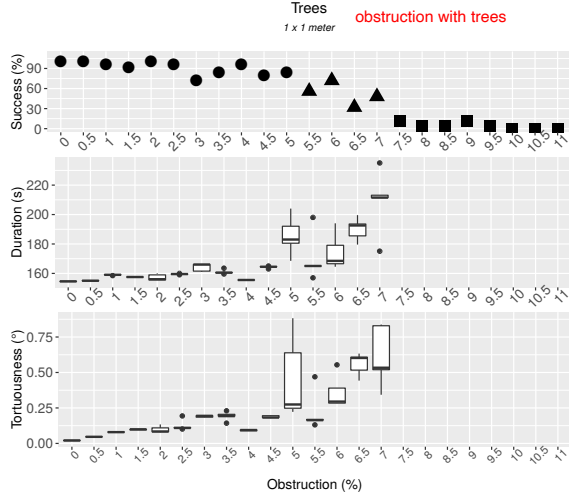 Trees
1 x 1 meter
obstruction with trees
Success (%)
90
60
30
0
0 0.5 1 1.5 2 2.5 3 3.5 4 4.5 5 5.5 6 6.5 7 7.5 8 8.5 9 9.5 10 10.5 11
Duration (s)
220
200
180
160
0 0.5 1 1.5 2 2.5 3 3.5 4 4.5 5 5.5 6 6.5 7 7.5 8 8.5 9 9.5 10 10.5 11
Tortuousness (°)
0.75
0.50
0.25
0.00
0 0.5 1 1.5 2 2.5 3 3.5 4 4.5 5 5.5 6 6.5 7 7.5 8 8.5 9 9.5 10 10.5 11
Obstruction (%)